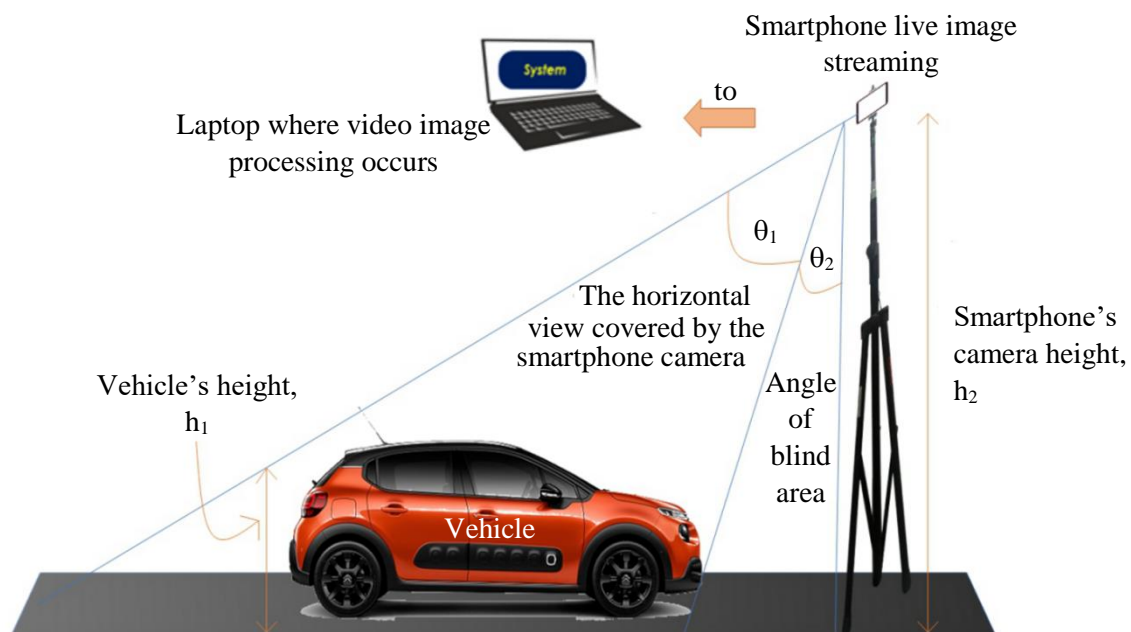 Smartphone live image
streaming
System
to
Laptop where video image
processing occurs
θ1
θ2
The horizontal
view covered by the
smartphone camera
Smartphone’s
camera height,
h2
Vehicle’s height,
h1
Angle
of
blind
area
Vehicle